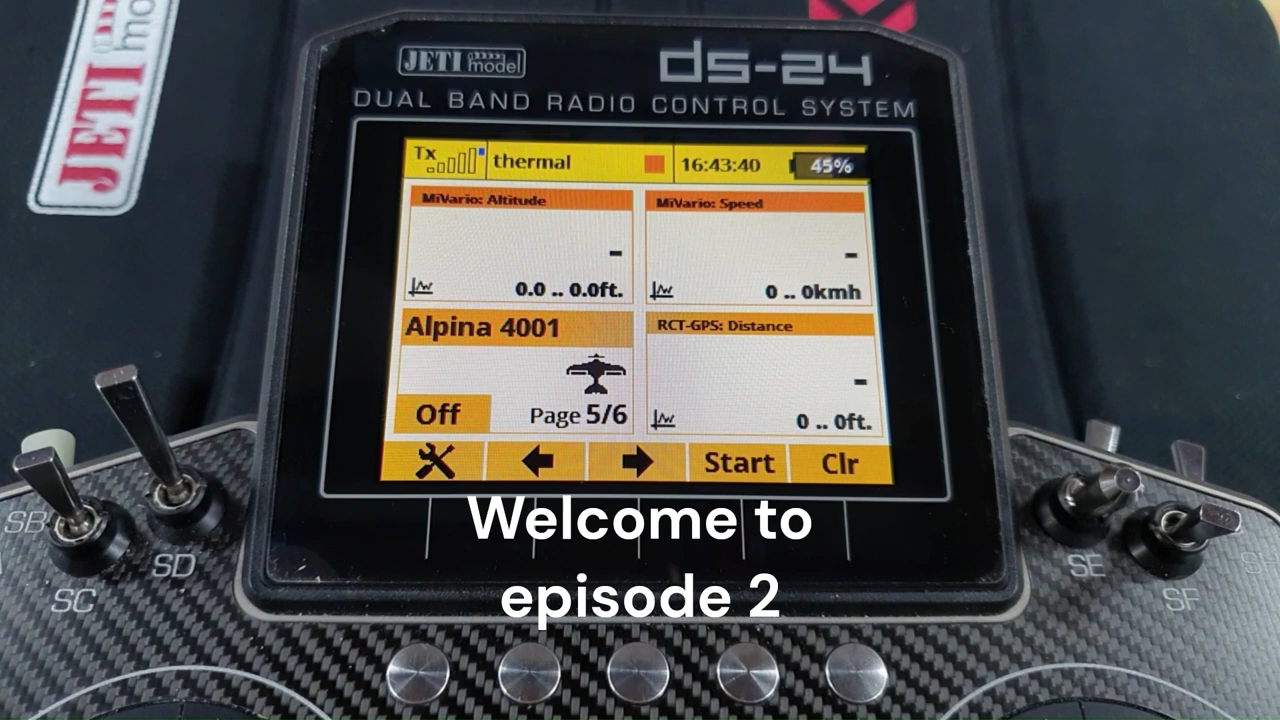 JETI model
JETI model
ds-24
DUAL BAND RADIO CONTROL SYSTEM
Tx thermal 16:43:40 45%
MiVario: Altitude
-
0.0 .. 0.0ft.
MiVario: Speed
-
0 .. 0kmh
Alpina 4001
Off Page 5/6
RCT-GPS: Distance
-
0 .. 0ft.
Start Clr
Welcome to
episode 2
SB
SC
SD
SE
SF